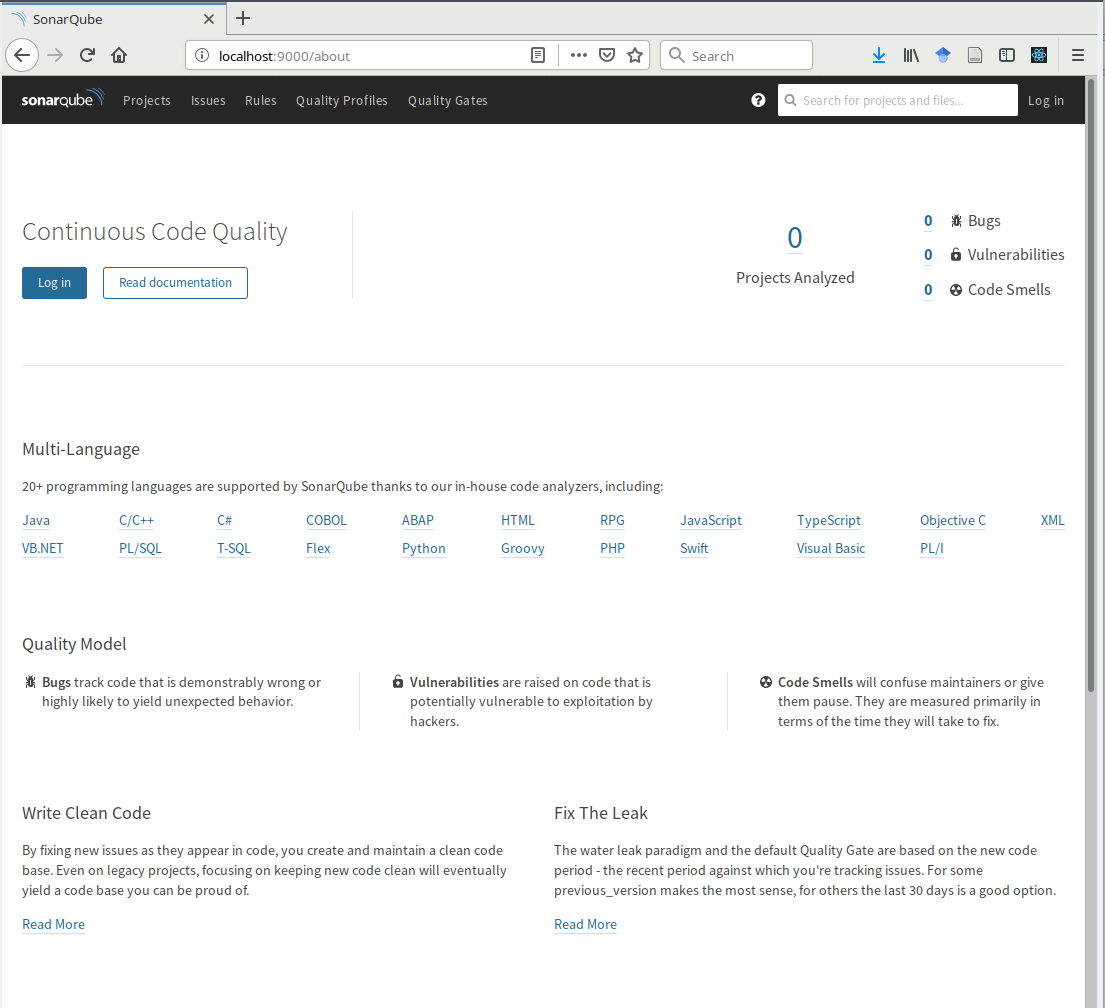 SonarQube
localhost:9000/about
Search
sonarqube Projects Issues Rules Quality Profiles Quality Gates
Search for projects and files...
Log in
Continuous Code Quality
Log in
Read documentation
0
Projects Analyzed
0 Bugs
0 Vulnerabilities
0 Code Smells
Multi-Language
20+ programming languages are supported by SonarQube thanks to our in-house code analyzers, including:
Java C/C++ C# COBOL ABAP HTML RPG JavaScript TypeScript Objective C XML
VB.NET PL/SQL T-SQL Flex Python Groovy PHP Swift Visual Basic PL/I
Quality Model
Bugs track code that is demonstrably wrong or
highly likely to yield unexpected behavior.
Vulnerabilities are raised on code that is
potentially vulnerable to exploitation by
hackers.
Code Smells will confuse maintainers or give
them pause. They are measured primarily in
terms of the time they will take to fix.
Write Clean Code
By fixing new issues as they appear in code, you create and maintain a clean code
base. Even on legacy projects, focusing on keeping new code clean will eventually
yield a code base you can be proud of.
Read More
Fix The Leak
The water leak paradigm and the default Quality Gate are based on the new code
period - the recent period against which you're tracking issues. For some
previous_version makes the most sense, for others the last 30 days is a good option.
Read More